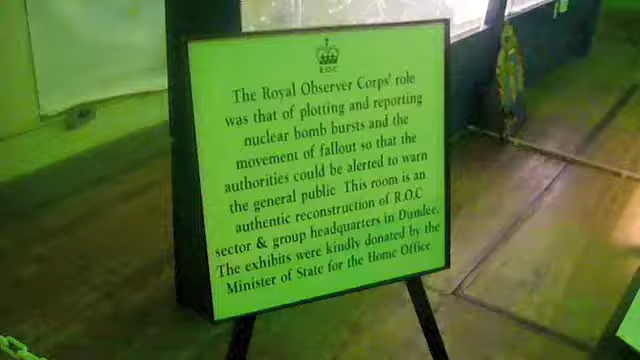 R.O.C
The Royal Observer Corps' role
was that of plotting and reporting
nuclear bomb bursts and the
movement of fallout so that the
authorities could be alerted to warn
the general public. This room is an
authentic reconstruction of R.O.C
sector & group headquarters in Dundee.
The exhibits were kindly donated by the
Minister of State for the Home Office